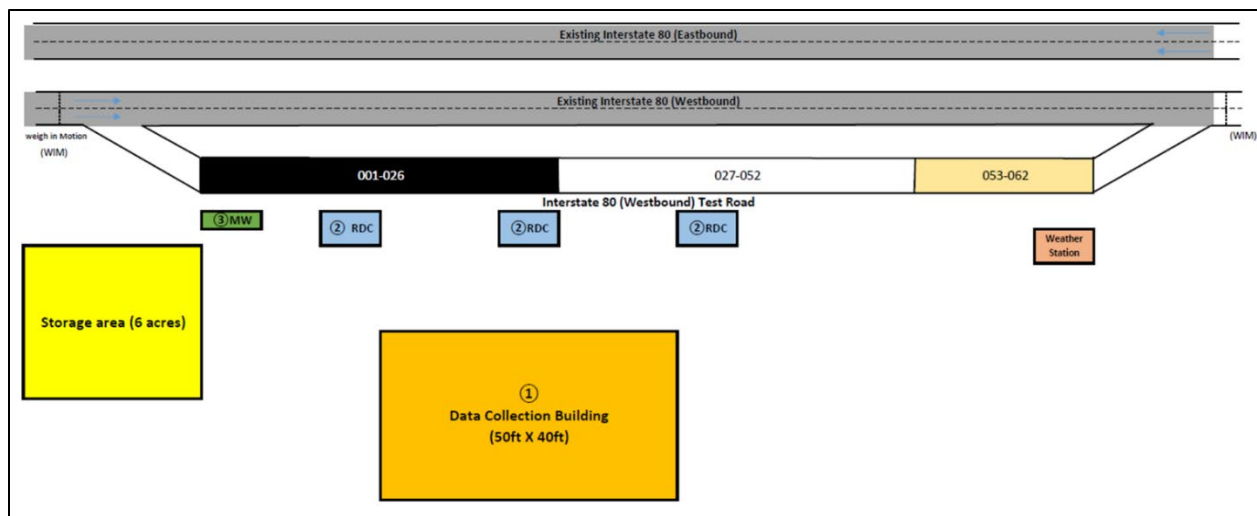 Existing Interstate 80 (Eastbound)
Existing Interstate 80 (Westbound)
weigh in Motion
(WIM)
(WIM)
001-026
027-052
053-062
Interstate 80 (Westbound) Test Road
③MW
② RDC
②RDC
②RDC
Weather
Station
Storage area (6 acres)
①
Data Collection Building
(50ft X 40ft)